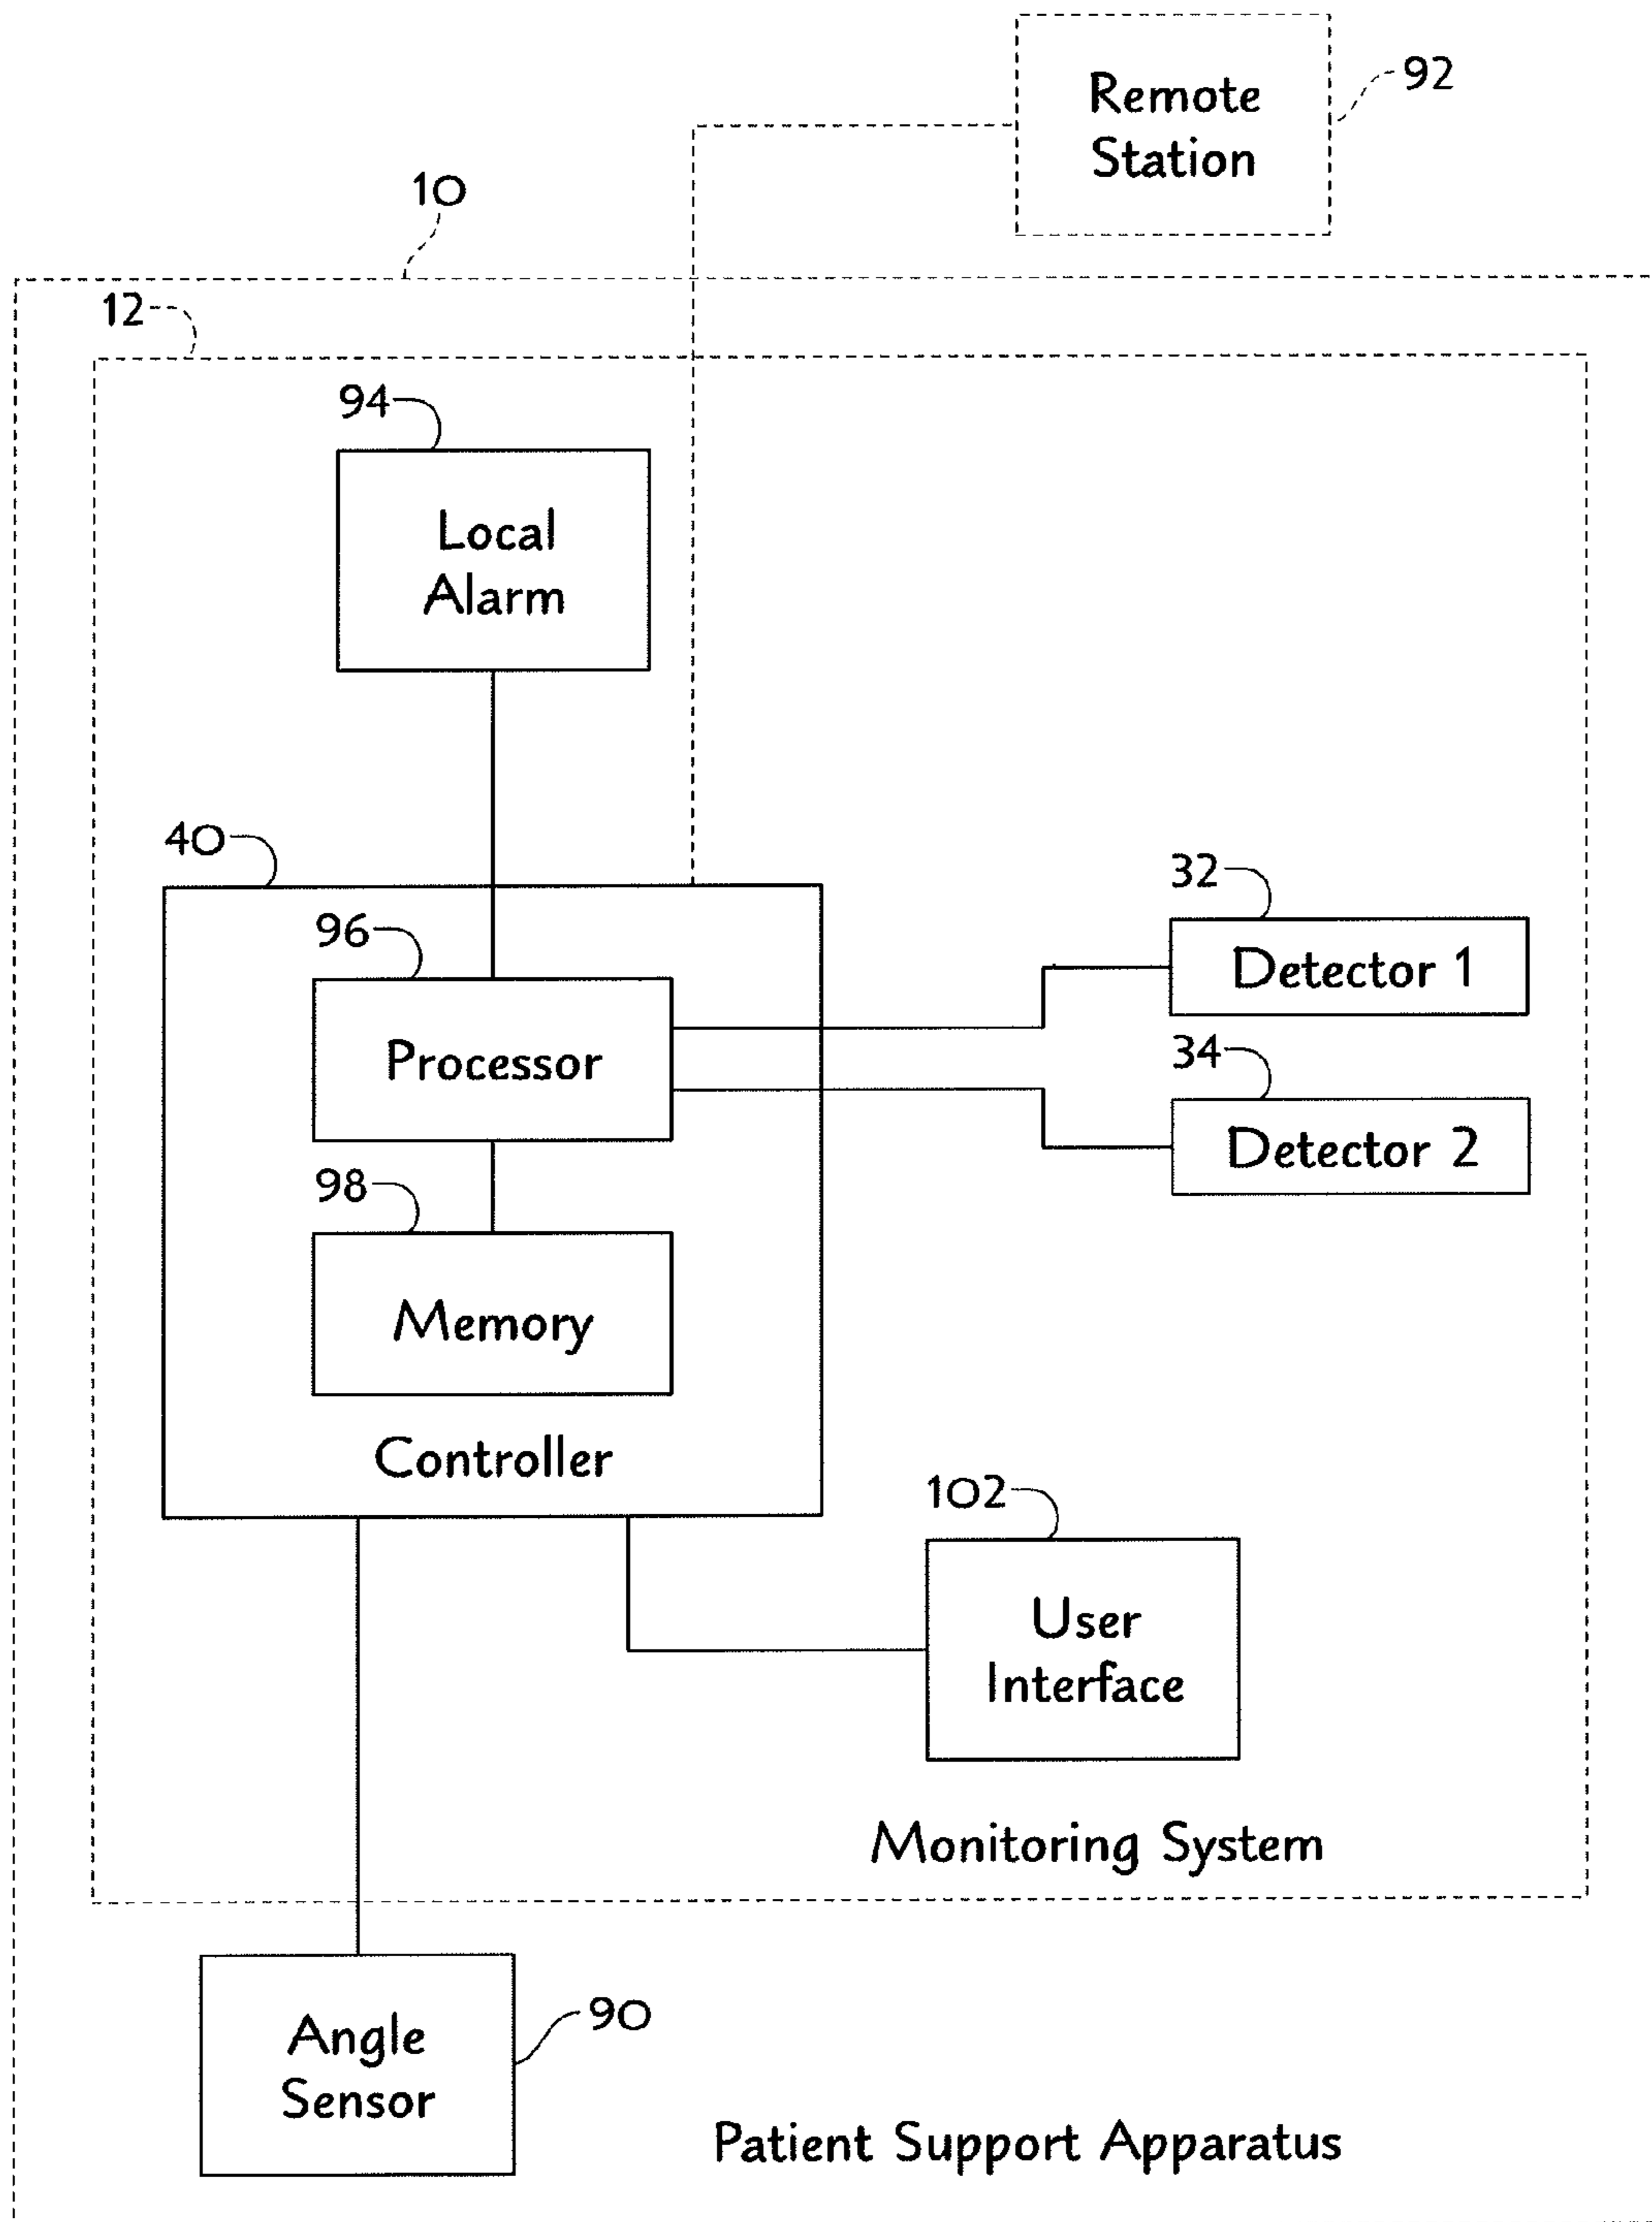 Remote
Station
92
10
12
94
Local
Alarm
40
96
Processor
32
Detector 1
34
Detector 2
98
Memory
Controller
102
User
Interface
Monitoring System
Angle
Sensor
90
Patient Support Apparatus